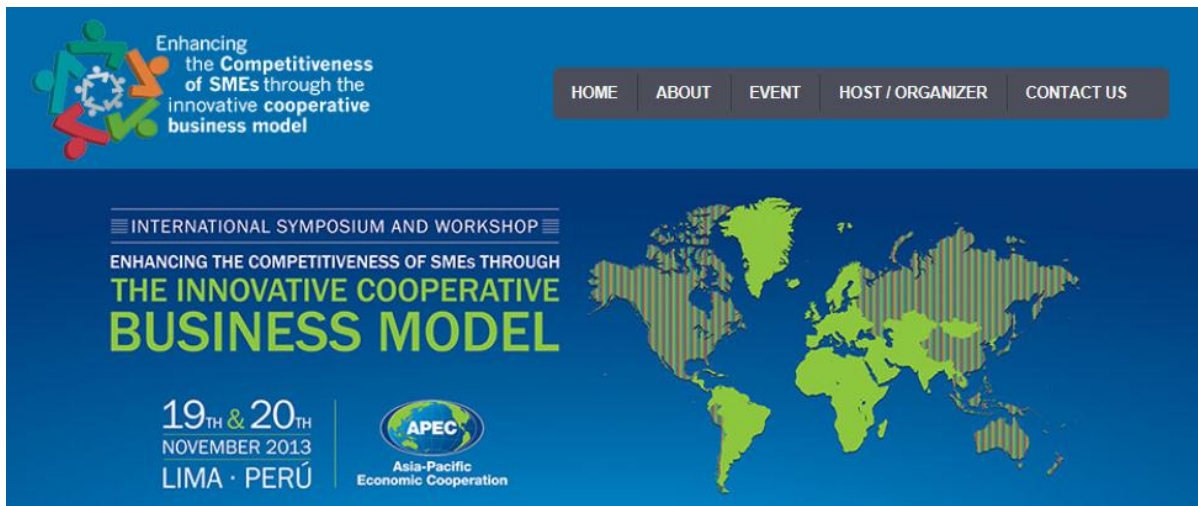 Enhancing
the Competitiveness
of SMEs through the
innovative cooperative
business model
HOME ABOUT EVENT HOST / ORGANIZER CONTACT US
INTERNATIONAL SYMPOSIUM AND WORKSHOP
ENHANCING THE COMPETITIVENESS OF SMEs THROUGH
THE INNOVATIVE COOPERATIVE
BUSINESS MODEL
19TH & 20TH
NOVEMBER 2013
LIMA · PERÚ
APEC
Asia-Pacific
Economic Cooperation